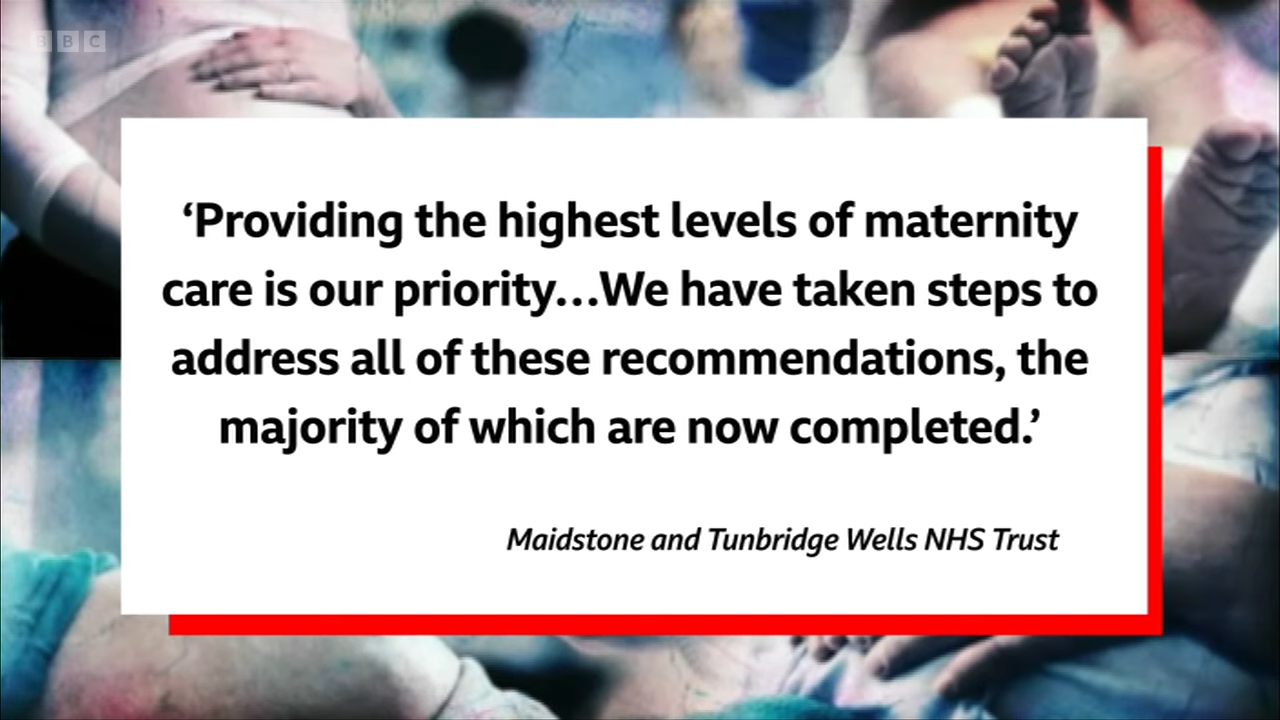 BBC
‘Providing the highest levels of maternity
care is our priority...We have taken steps to
address all of these recommendations, the
majority of which are now completed.’
Maidstone and Tunbridge Wells NHS Trust